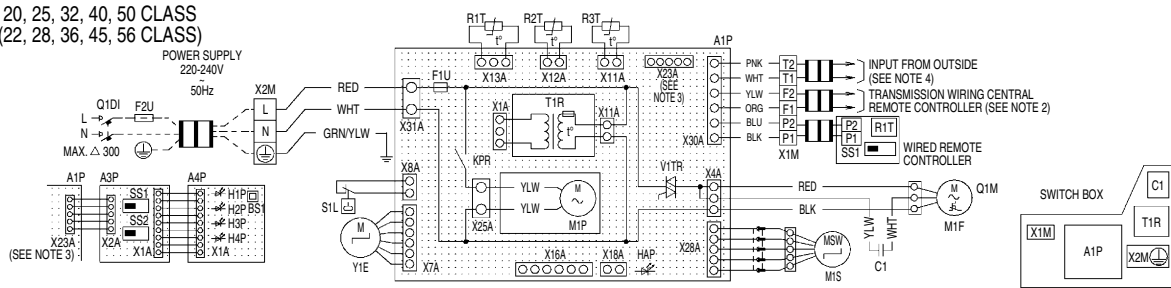 20, 25, 32, 40, 50 CLASS
(22, 28, 36, 45, 56 CLASS)
POWER SUPPLY
220-240V
~
50Hz
Q1DI
F2U
L
N
MAX. △ 300
X2M
L
N
RED
WHT
GRN/YLW
X31A
F1U
R1T
t°
R2T
t°
R3T
t°
X13A
X12A
X11A
X23A
(SEE
NOTE 3)
A1P
X1A
T1R
t°
X11A
X30A
PNK
WHT
YLW
ORG
BLU
BLK
T2
T1
F2
F1
P2
P1
X1M
INPUT FROM OUTSIDE
(SEE NOTE 4)
TRANSMISSION WIRING CENTRAL
REMOTE CONTROLLER (SEE NOTE 2)
P2
P1
R1T
SS1
WIRED REMOTE
CONTROLLER
X8A
S1L
M
Y1E
X7A
KPR
X25A
YLW
YLW
M
~
M1P
V1TR
X4A
RED
BLK
YLW
WHT
C1
M
~
Q1M
M1F
X16A
X18A
HAP
X28A
MSW
M1S
A1P
X23A
(SEE NOTE 3)
A3P
SS1
SS2
X2A
X1A
A4P
H1P
H2P
H3P
H4P
BS1
X1A
SWITCH BOX
X1M
A1P
C1
T1R
X2M